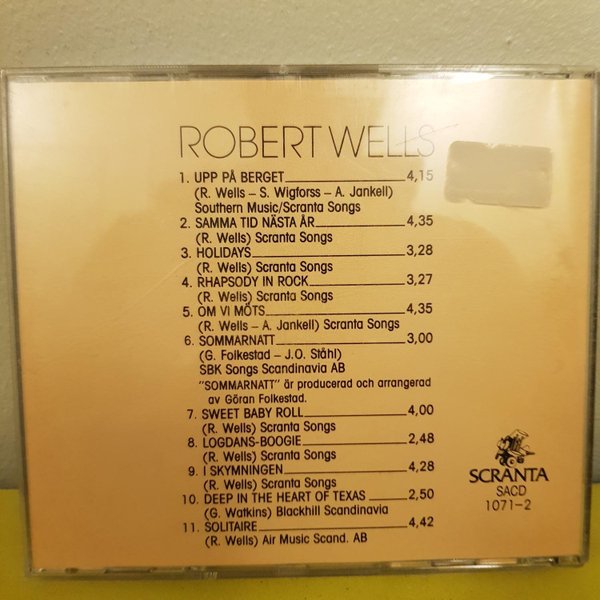 ROBERT WELLS
1. UPP PÅ BERGET 4,15
(R. Wells – S. Wigforss – A. Jankell)
Southern Music/Scranta Songs
2. SAMMA TID NÄSTA ÅR 4,35
(R. Wells) Scranta Songs
3. HOLIDAYS 3,28
(R. Wells) Scranta Songs
4. RHAPSODY IN ROCK 3,27
(R. Wells) Scranta Songs
5. OM VI MÖTS 4,35
(R. Wells – A. Jankell) Scranta Songs
6. SOMMARNATT 3,00
(G. Folkestad – J.O. Ståhl)
SBK Songs Scandinavia AB
"SOMMARNATT" är producerad och arrangerad
av Göran Folkestad.
7. SWEET BABY ROLL 4,00
(R. Wells) Scranta Songs
8. LOGDANS-BOOGIE 2,48
(R. Wells) Scranta Songs
9. I SKYMNINGEN 4,28
(R. Wells) Scranta Songs
10. DEEP IN THE HEART OF TEXAS 2,50
(G. Watkins) Blackhill Scandinavia
11. SOLITAIRE 4,42
(R. Wells) Air Music Scand. AB
SCRANTA
SACD
1071-2